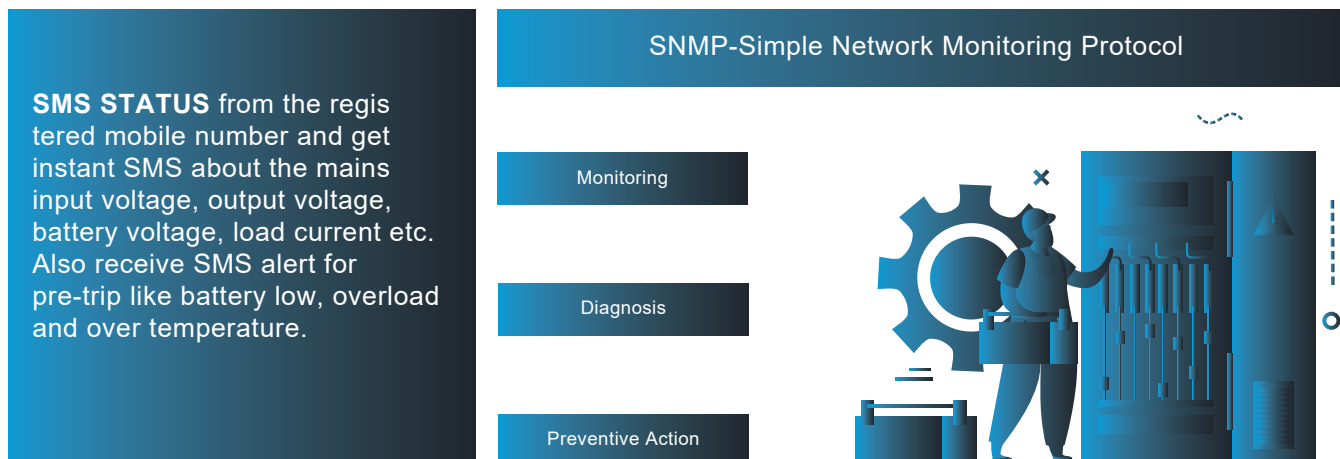 SMS STATUS from the regis
tered mobile number and get
instant SMS about the mains
input voltage, output voltage,
battery voltage, load current etc.
Also receive SMS alert for
pre-trip like battery low, overload
and over temperature.
SNMP-Simple Network Monitoring Protocol
Monitoring
Diagnosis
Preventive Action